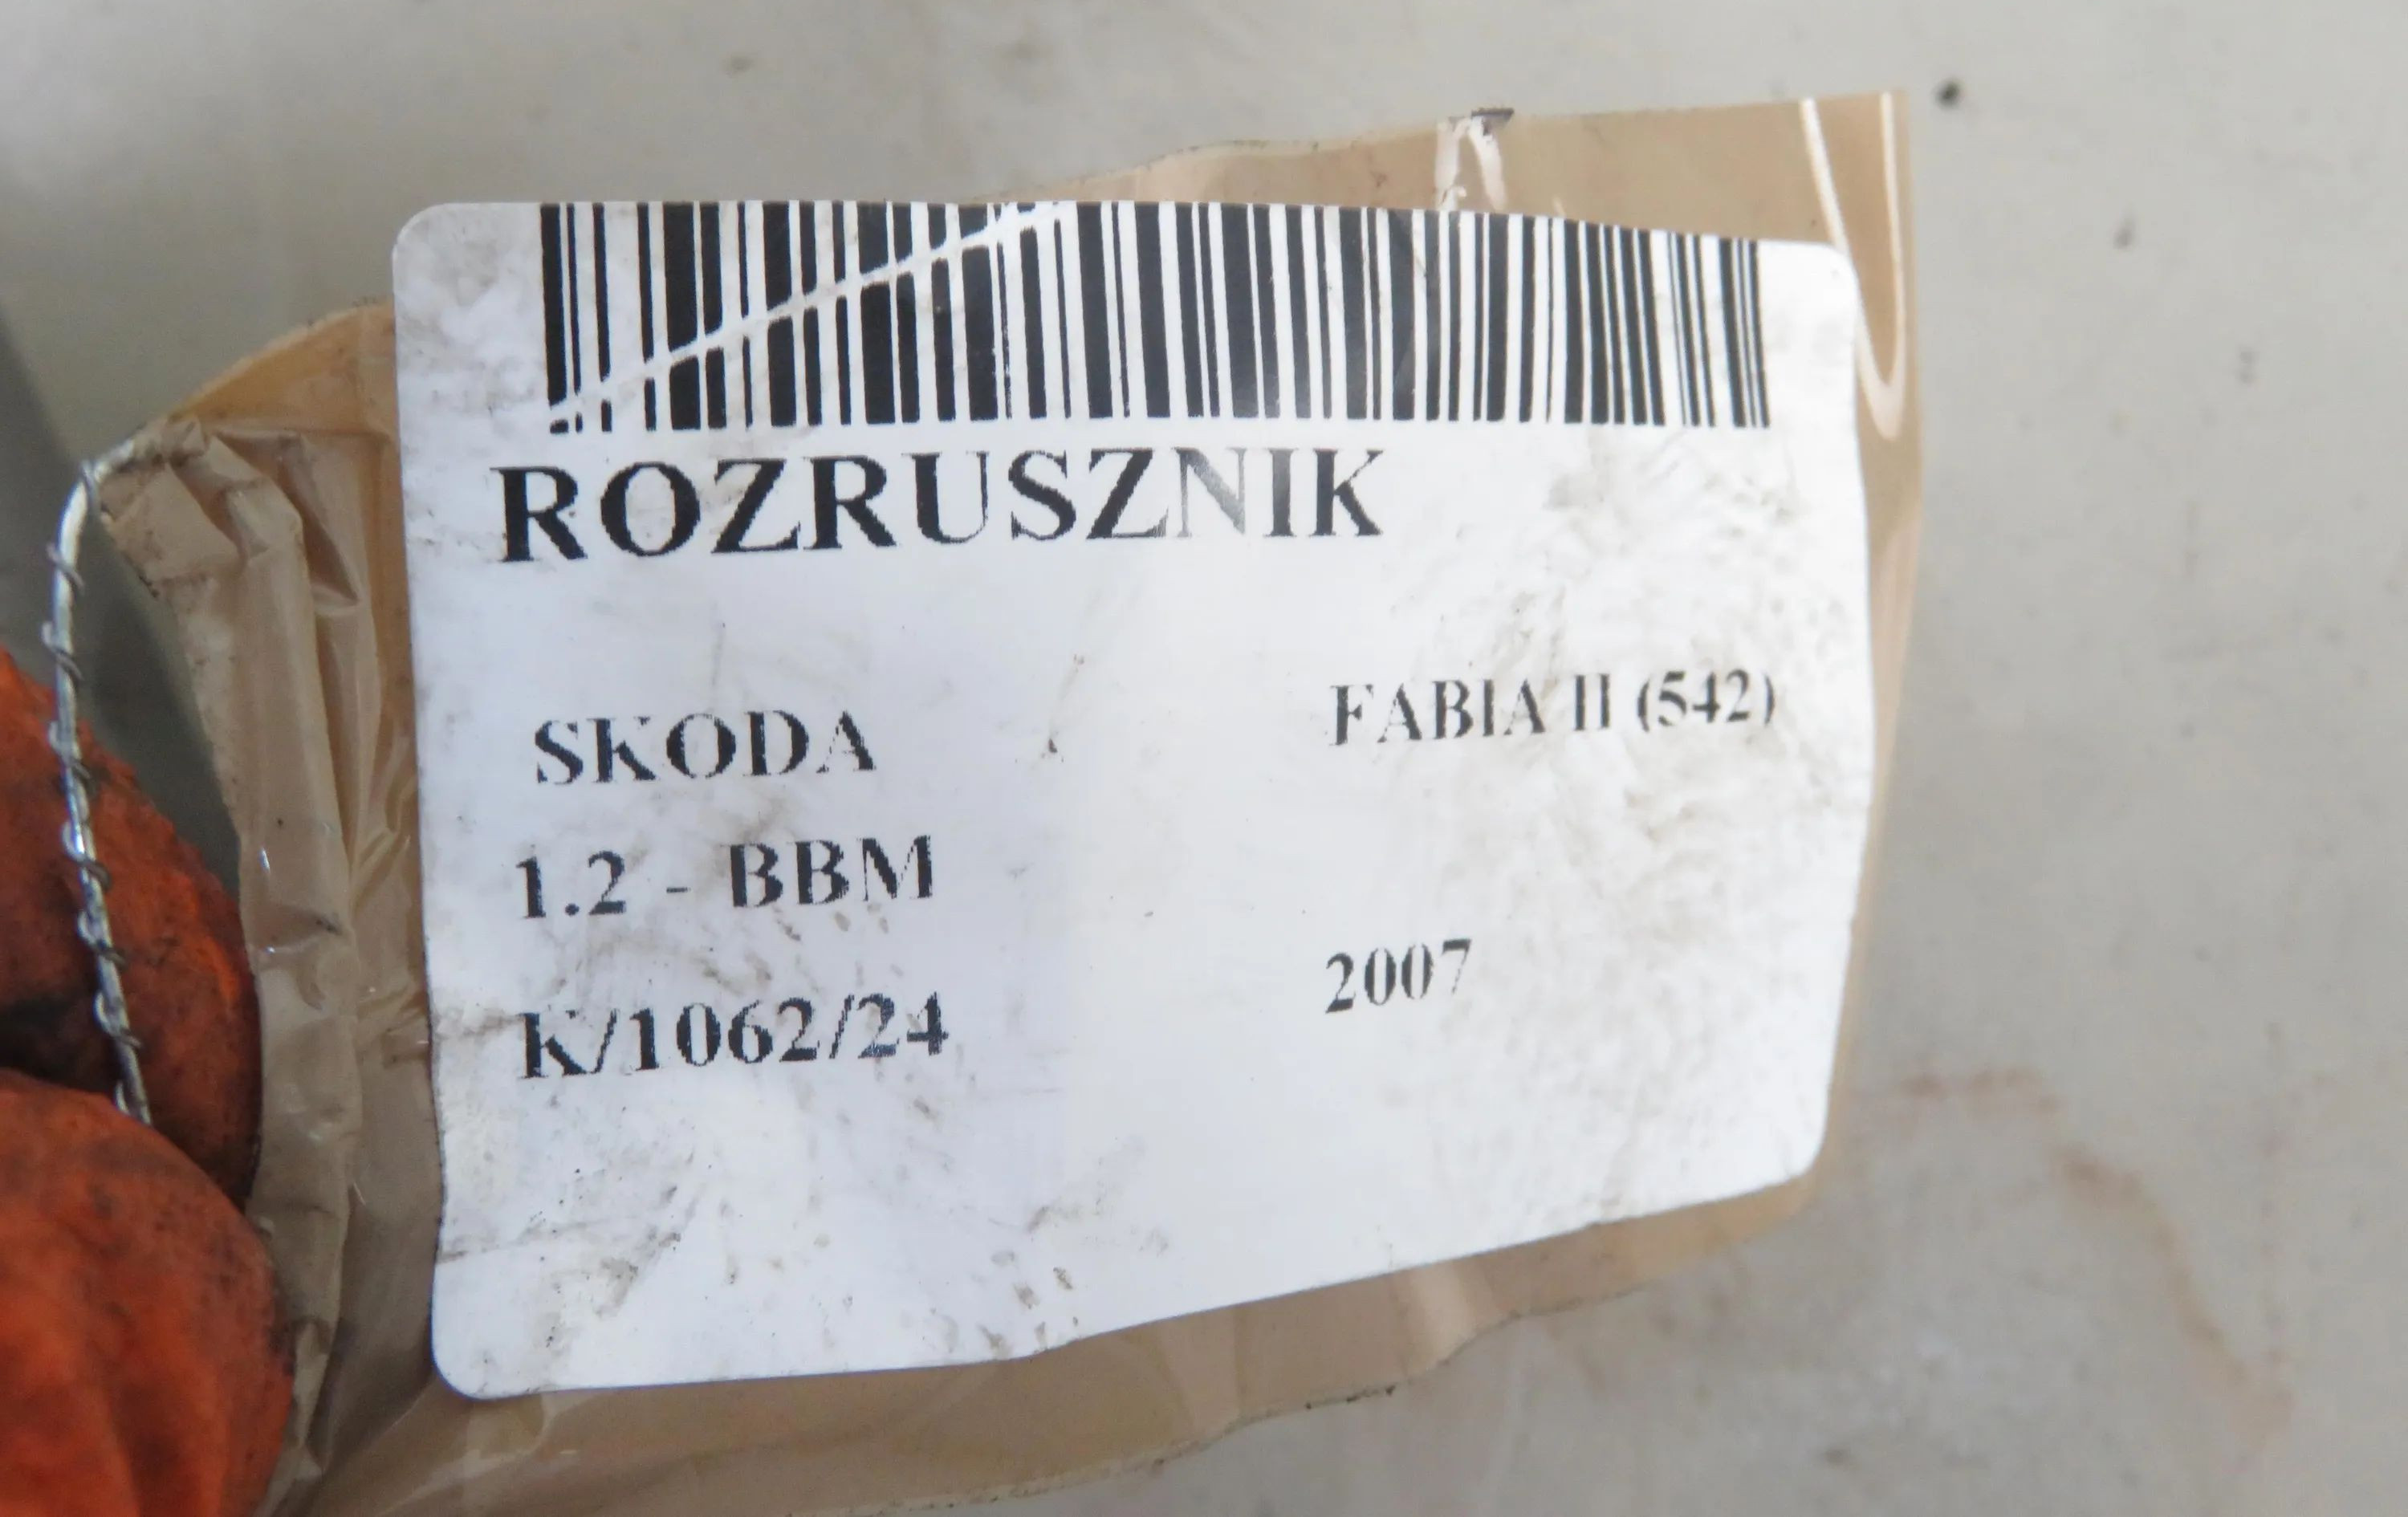 ROZRUSZNIK
SKODA FABIA II (542)
1.2 - BBM
K/1062/24 2007